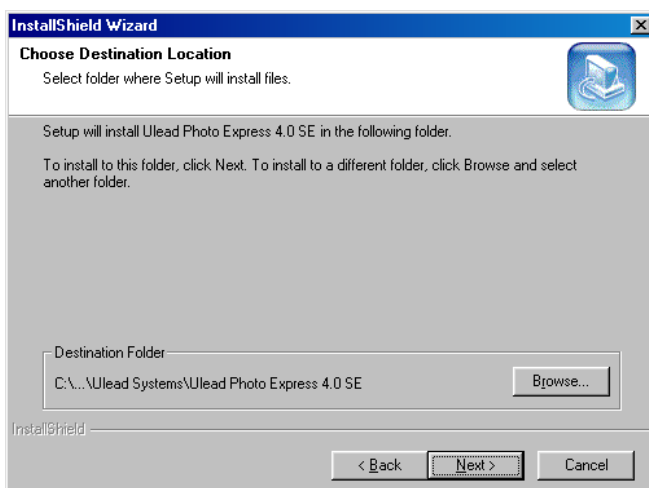 InstallShield Wizard
Choose Destination Location
Select folder where Setup will install files.
Setup will install Ulead Photo Express 4.0 SE in the following folder.
To install to this folder, click Next. To install to a different folder, click Browse and select
another folder.
Destination Folder
C:\...\Ulead Systems\Ulead Photo Express 4.0 SE
Browse...
InstallShield
< Back
Next >
Cancel